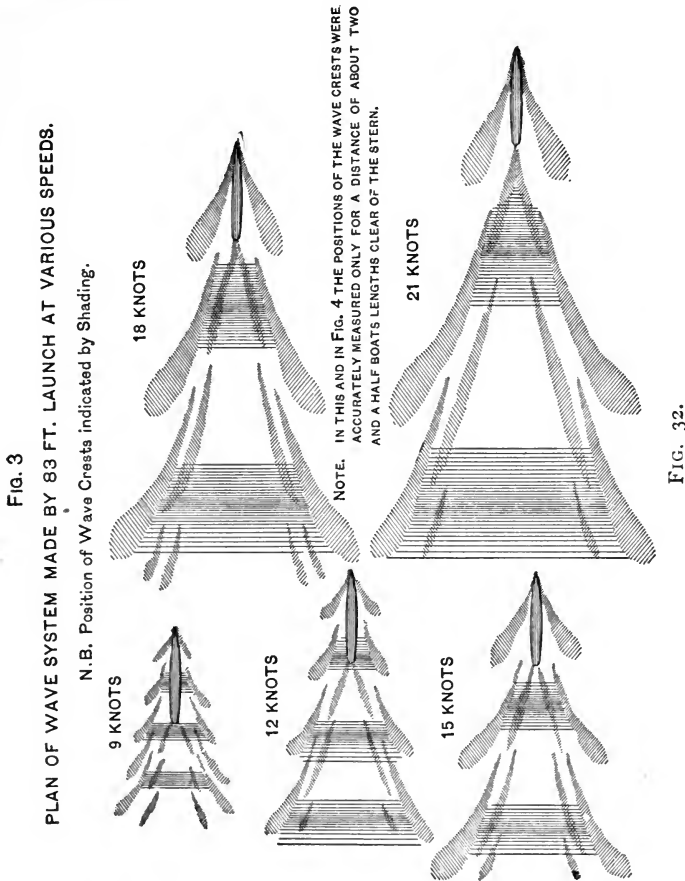 FIG. 3
PLAN OF WAVE SYSTEM MADE BY 83 FT. LAUNCH AT VARIOUS SPEEDS.
N.B. Position of Wave Crests indicated by Shading.
9 KNOTS
18 KNOTS
12 KNOTS
NOTE. IN THIS AND IN FIG. 4 THE POSITIONS OF THE WAVE CRESTS WERE
ACCURATELY MEASURED ONLY FOR A DISTANCE OF ABOUT TWO
AND A HALF BOATS LENGTHS CLEAR OF THE STERN.
15 KNOTS
21 KNOTS
FIG. 32.